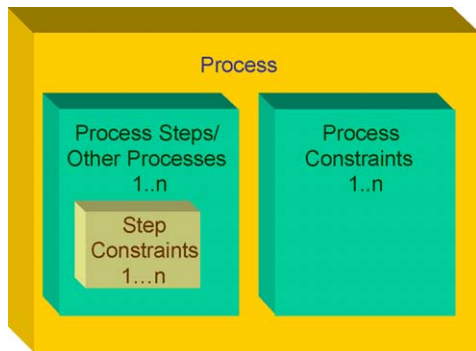 Process
Process Steps/
Other Processes
1..n
Step
Constraints
1...n
Process
Constraints
1..n